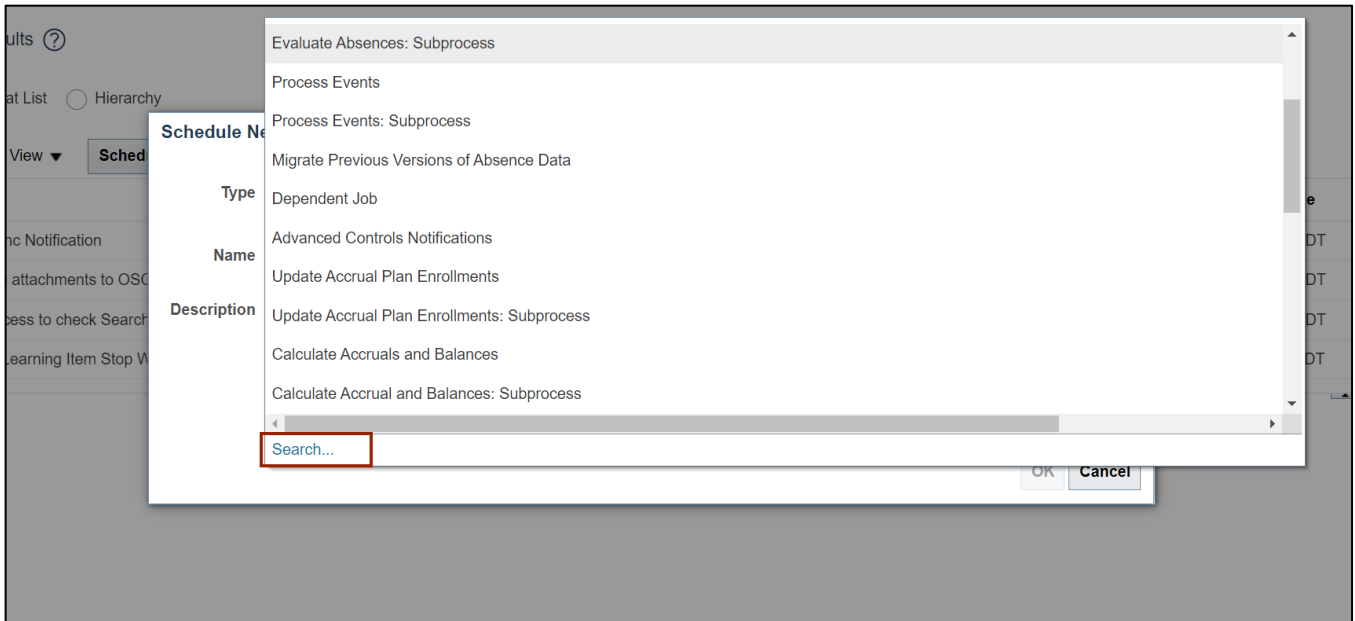 ults ?
at List Hierarchy
View Sched
nc Notification
attachments to OSC
cess to check Search
earning Item Stop W
Schedule Ne
Type
Name
Description
Evaluate Absences: Subprocess
Process Events
Process Events: Subprocess
Migrate Previous Versions of Absence Data
Dependent Job
Advanced Controls Notifications
Update Accrual Plan Enrollments
Update Accrual Plan Enrollments: Subprocess
Calculate Accruals and Balances
Calculate Accrual and Balances: Subprocess
Search...
OK Cancel
e
DT
DT
DT
DT